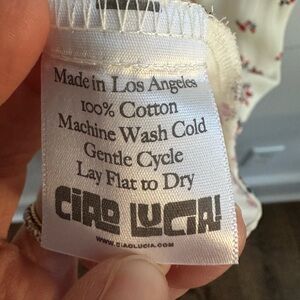 Made in Los Angeles
100% Cotton
Machine Wash Cold
Gentle Cycle
Lay Flat to Dry
CIAO LUCIA!
WWW.CIAOLUCIA.COM